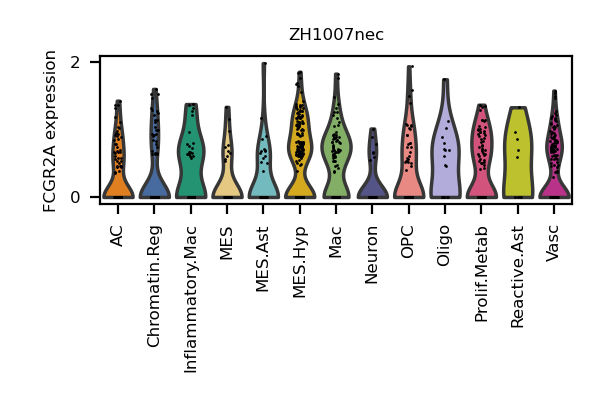 ZH1007nec
FCGR2A expression
2
0
AC
Chromatin.Reg
Inflammatory.Mac
MES
MES.Ast
MES.Hyp
Mac
Neuron
OPC
Oligo
Prolif.Metab
Reactive.Ast
Vasc